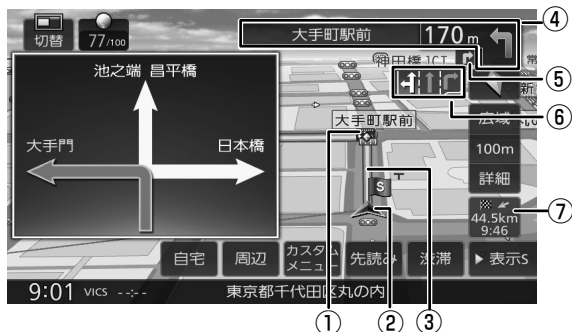 ④
切替
77/100
大手町駅前 170m
神田橋JCT
⑤
⑥
池之端 昌平橋
大手門
日本橋
大手町駅前
広域
100m
詳細
S
⑦
44.5km
9:46
自宅
周辺
カスタム
メニュー
先読み
渋滞
▶ 表示S
9:01 VICS --:--
東京都千代田区丸の内
① ② ③